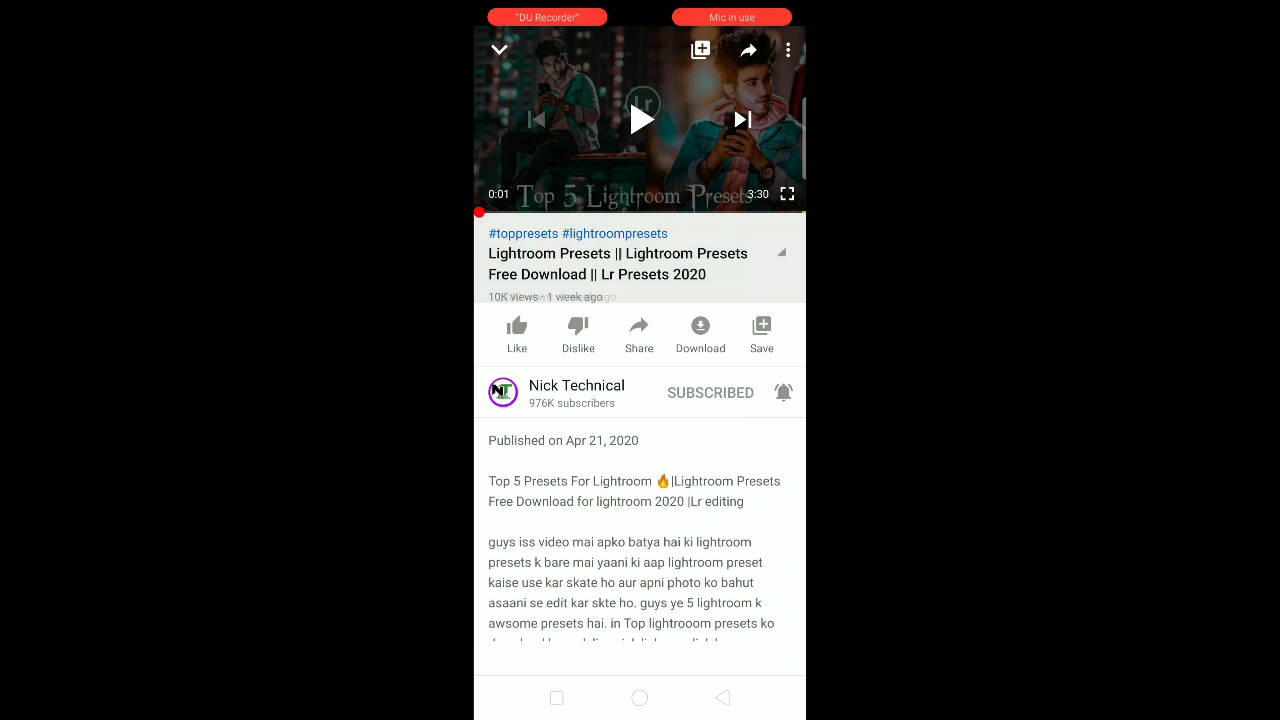 "DU Recorder"
Mic in use
Lr
Top 5 Lightroom Presets
0:01
3:30
#toppresets #lightroompresets
Lightroom Presets || Lightroom Presets
Free Download || Lr Presets 2020
10K views · 1 week ago
Like
Dislike
Share
Download
Save
NT
Nick Technical
976K subscribers
SUBSCRIBED
Published on Apr 21, 2020
Top 5 Presets For Lightroom 🔥|Lightroom Presets
Free Download for lightroom 2020 |Lr editing
guys iss video mai apko batya hai ki lightroom
presets k bare mai yaani ki aap lightroom preset
kaise use kar skate ho aur apni photo ko bahut
asaani se edit kar skte ho. guys ye 5 lightroom k
awsome presets hai. in Top lightrooom presets ko